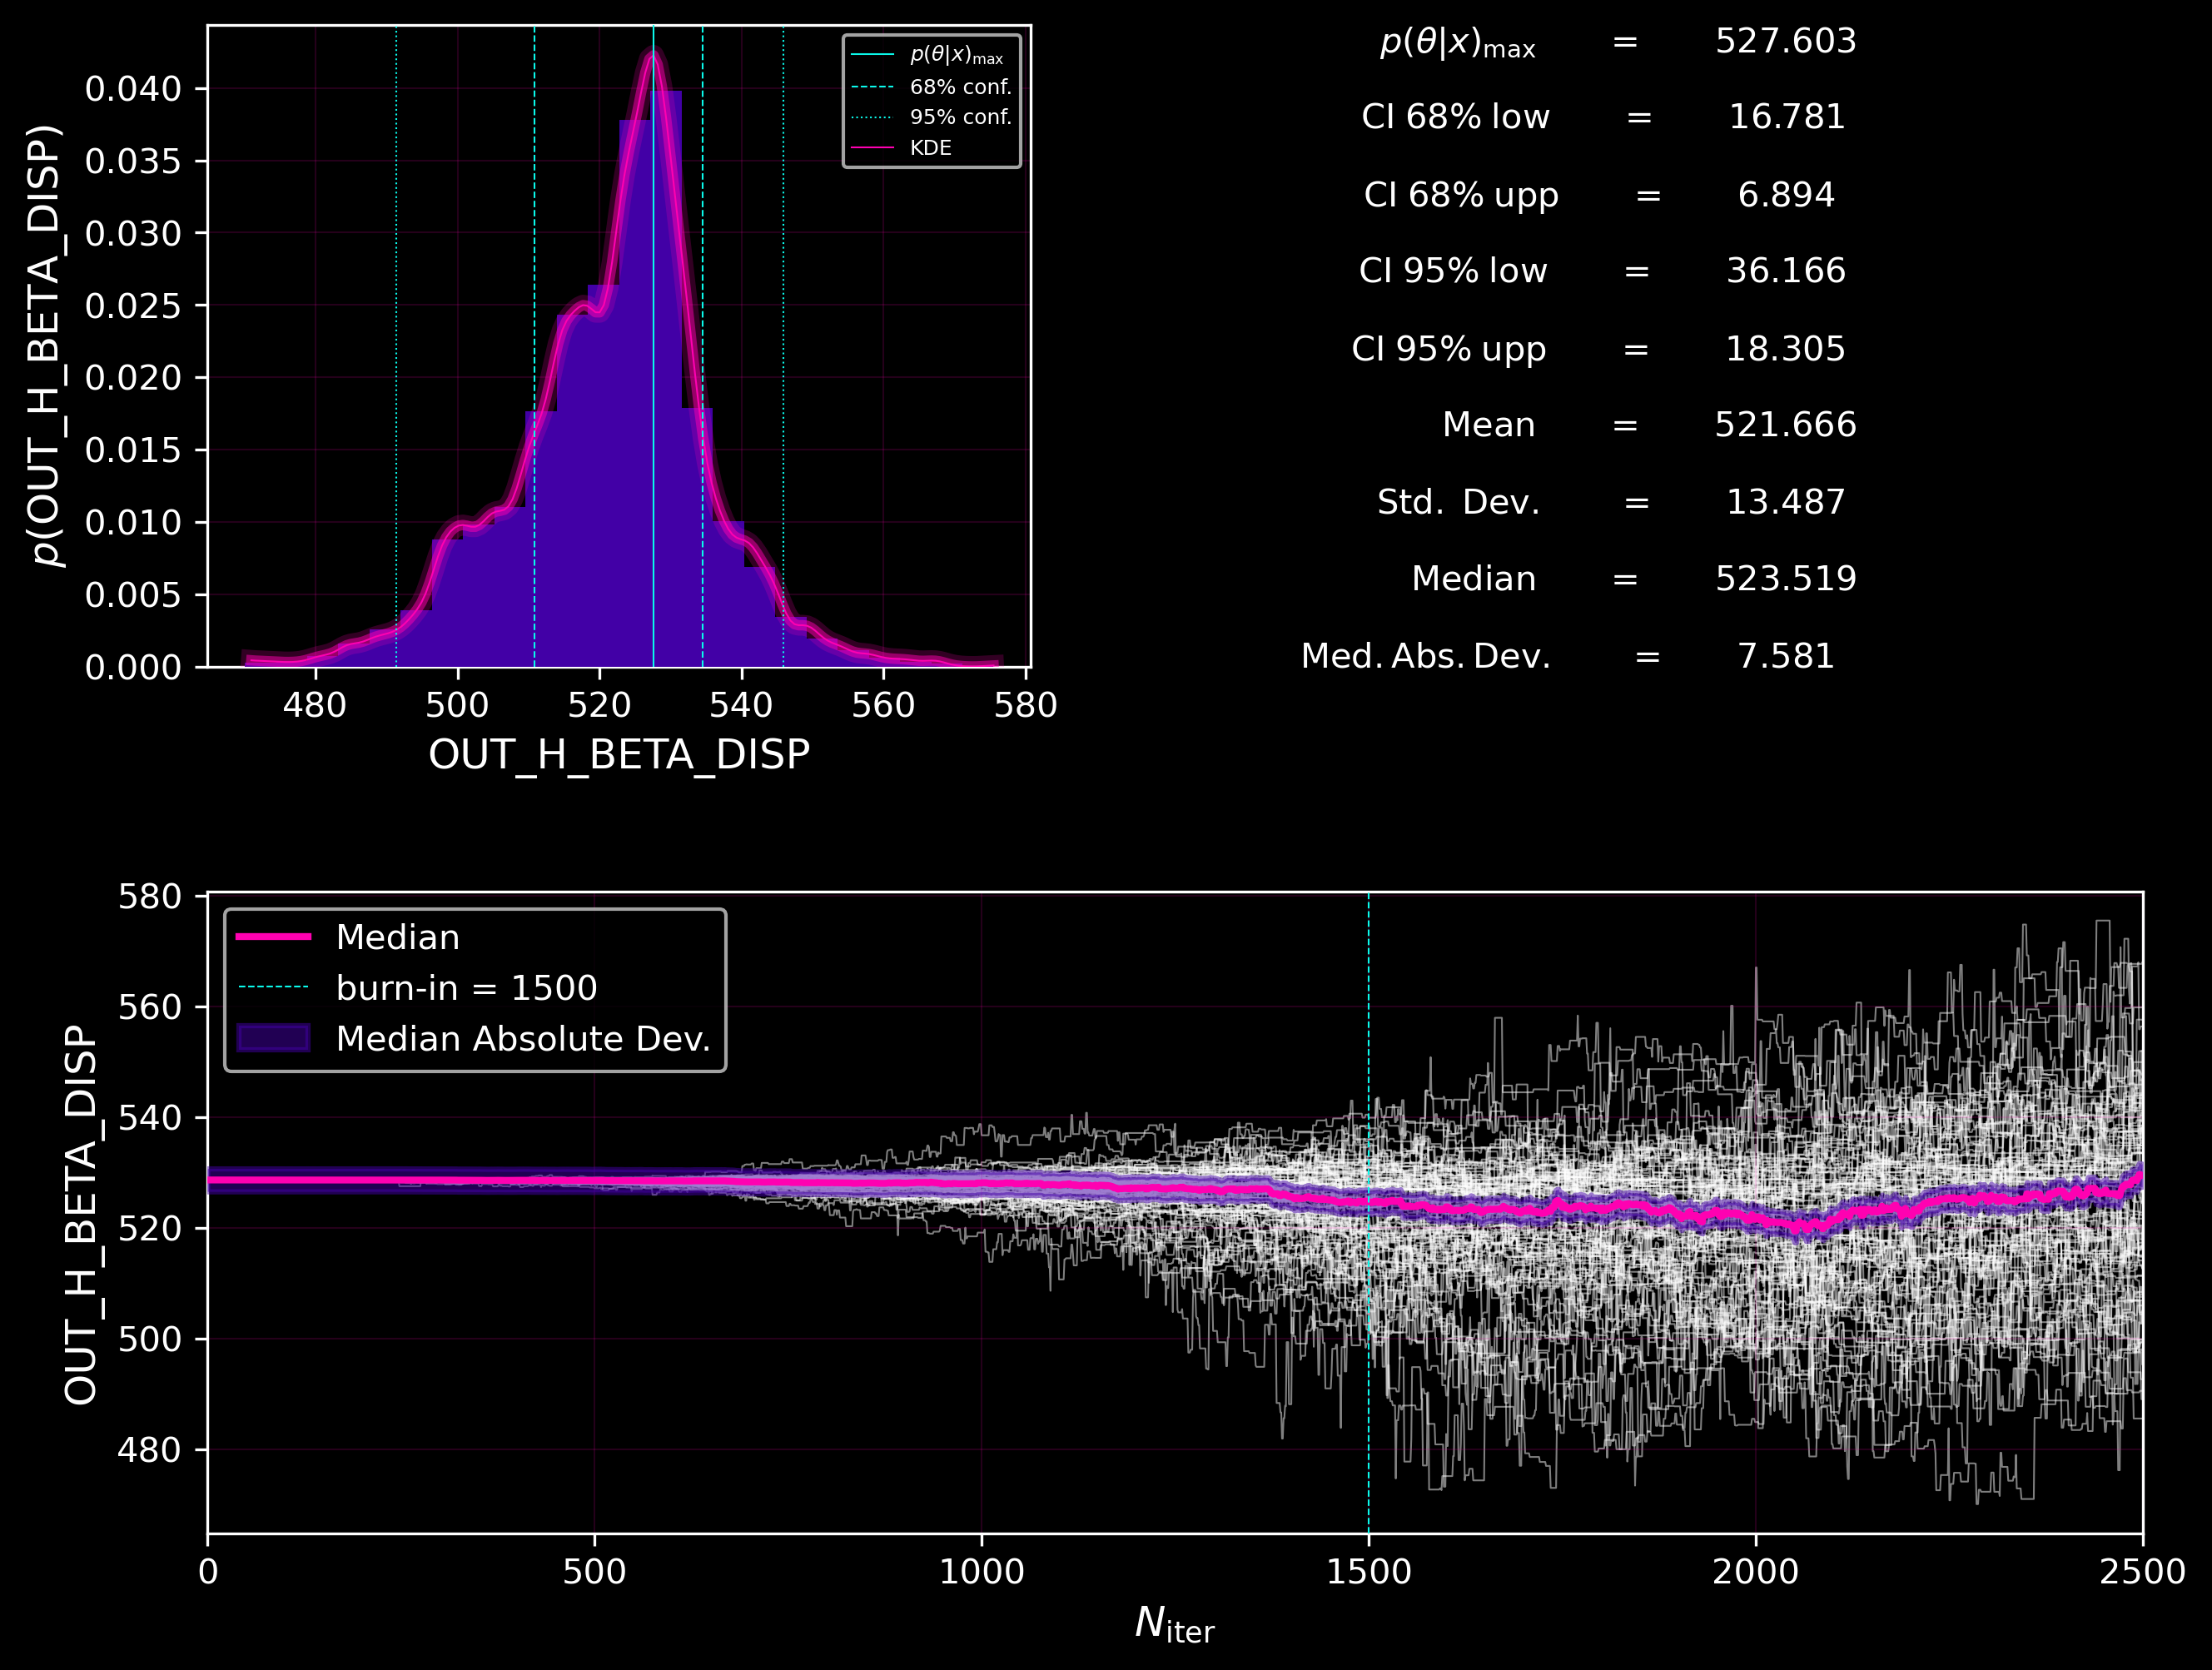 p(OUT_H_BETA_DISP)
0.040
0.035
0.030
0.025
0.020
0.015
0.010
0.005
0.000
480 500 520 540 560 580
OUT_H_BETA_DISP
p(θ|x)max
68% conf.
95% conf.
KDE
p(θ|x)max = 527.603
CI 68% low = 16.781
CI 68% upp = 6.894
CI 95% low = 36.166
CI 95% upp = 18.305
Mean = 521.666
Std. Dev. = 13.487
Median = 523.519
Med. Abs. Dev. = 7.581
OUT_H_BETA_DISP
580
560
540
520
500
480
Median
burn-in = 1500
Median Absolute Dev.
0 500 1000 1500 2000 2500
Niter